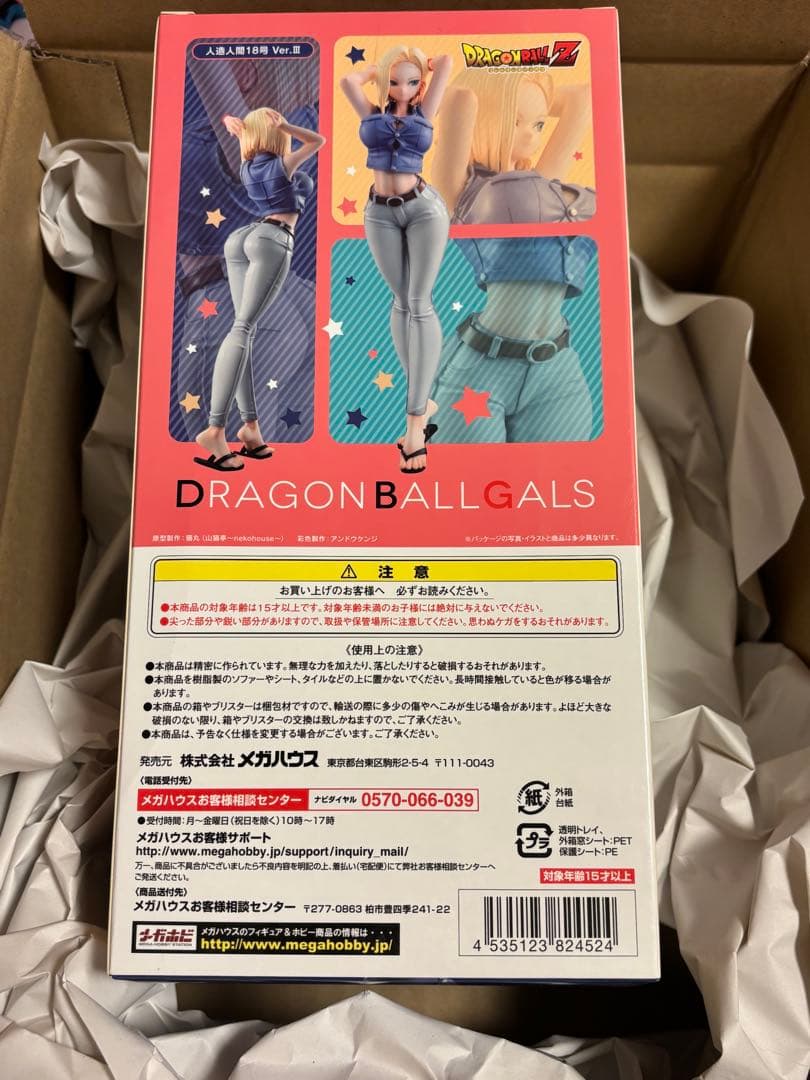 人造人間18号 Ver.Ⅲ
DRAGONBALL Z
DRAGON BALL GALS
原型製作：猫丸（山猫亭～nekohouse～） 彩色製作：アンドウケンジ
※パッケージの写真・イラストと商品は多少異なります。
⚠ 注 意
お買い上げのお客様へ 必ずお読みください。
●本商品の対象年齢は15才以上です。対象年齢未満のお子様には絶対に与えないでください。
●尖った部分や鋭い部分がありますので、取扱や保管場所に注意してください。思わぬケガをするおそれがあります。
《使用上の注意》
●本商品は精密に作られています。無理な力を加えたり、落としたりすると破損するおそれがあります。
●本商品を樹脂製のソファーやシート、タイルなどの上に置かないでください。長時間接触していると色が移る場合が
あります。
●本商品の箱やブリスターは梱包材ですので、輸送の際に多少の傷やへこみが生じる場合があります。よほど大きな
破損のない限り、箱やブリスターの交換は致しかねますので、ご了承ください。
●本商品は、予告なく仕様を変更する場合がございますのでご了承ください。
発売元 株式会社 メガハウス 東京都台東区駒形2-5-4 〒111-0043
〈電話受付先〉
メガハウスお客様相談センター ナビダイヤル 0570-066-039
●受付時間：月～金曜日（祝日を除く）10時～17時
メガハウスお客様サポート
http://www.megahobby.jp/support/inquiry_mail/
万一、商品に不具合がございましたら不良内容を明記の上、着払い（宅配便）にて弊社お客様相談センターへ
ご発送ください。
〈商品送付先〉
メガハウスお客様相談センター 〒277-0863 柏市豊四季241-22
紙
外箱
台紙
プラ
透明トレイ、
外箱窓シート：PET
保護シート：PE
対象年齢15才以上
メガホビ
MEGA HOBBY STATION
メガハウスのフィギュア＆ホビー商品の情報は・・・
http://www.megahobby.jp/
4 535123 824524